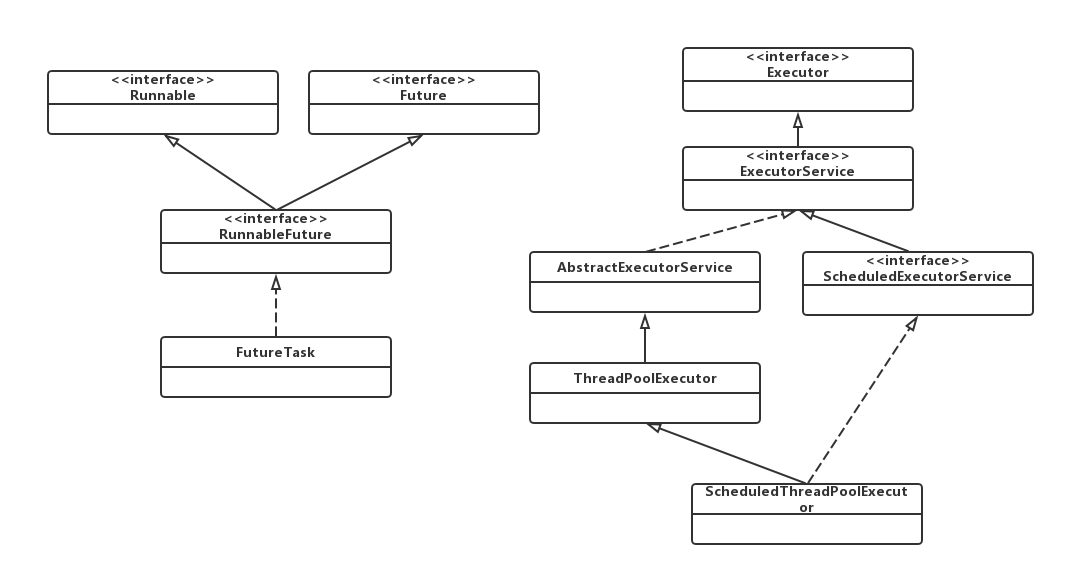 <<interface>>
Runnable
<<interface>>
Future
<<interface>>
RunnableFuture
FutureTask
<<interface>>
Executor
<<interface>>
ExecutorService
AbstractExecutorService
<<interface>>
ScheduledExecutorService
ThreadPoolExecutor
ScheduledThreadPoolExecut
or